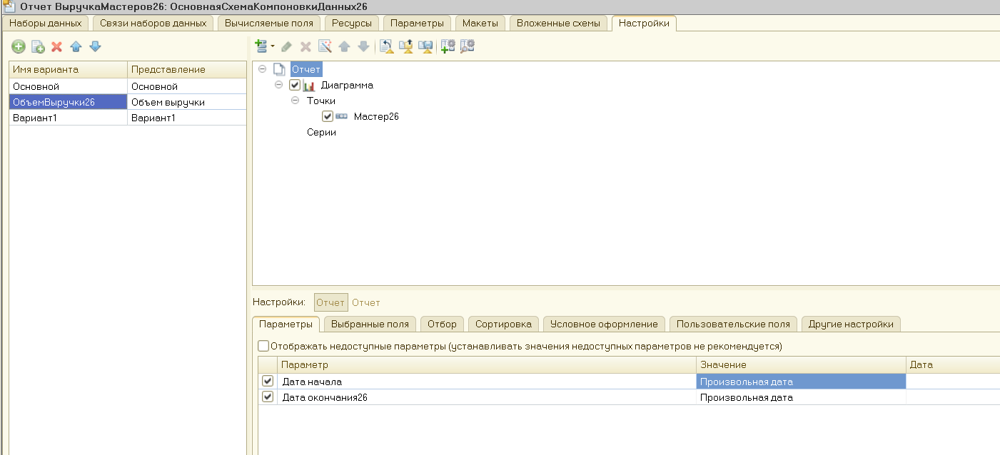 Отчет ВыручкаМастеров26: ОсновнаяСхемаКомпоновкиДанных26
Наборы данных Связи наборов данных Вычисляемые поля Ресурсы Параметры Макеты Вложенные схемы Настройки
Имя варианта Представление
Основной Основной
ОбъемВыручки26 Объем выручки
Вариант1 Вариант1
Отчет
Диаграмма
Точки
Мастер26
Серии
Настройки: Отчет Отчет
Параметры Выбранные поля Отбор Сортировка Условное оформление Пользовательские поля Другие настройки
Отображать недоступные параметры (устанавливать значения недоступных параметров не рекомендуется)
Параметр Значение Дата
Дата начала Произвольная дата
Дата окончания26 Произвольная дата